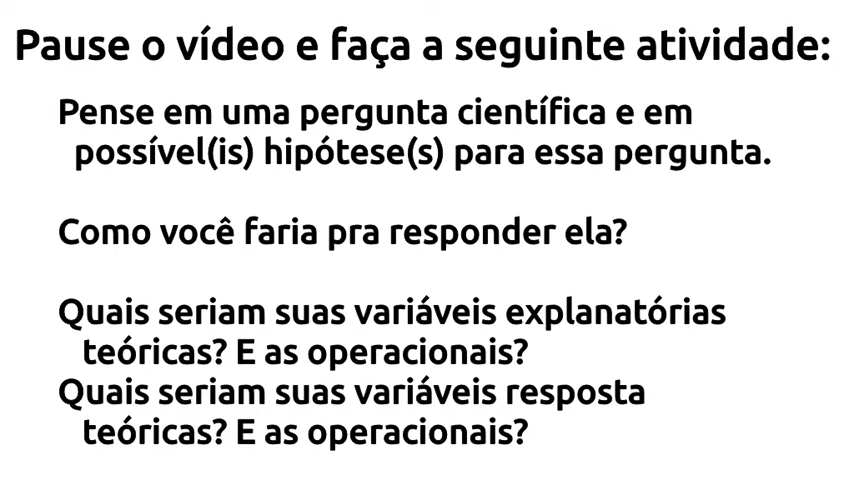 Pause o vídeo e faça a seguinte atividade:
Pense em uma pergunta científica e em
possível(is) hipótese(s) para essa pergunta.
Como você faria pra responder ela?
Quais seriam suas variáveis explanatórias
teóricas? E as operacionais?
Quais seriam suas variáveis resposta
teóricas? E as operacionais?